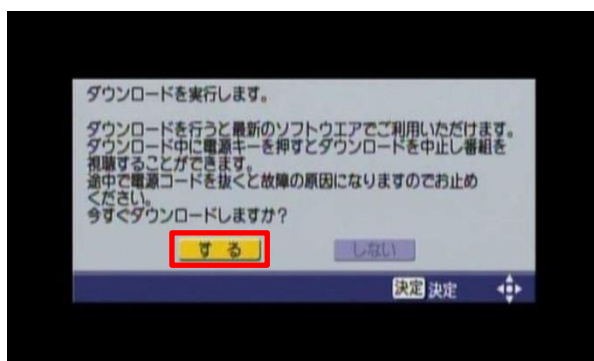 ダウンロードを実行します。
ダウンロードを行うと最新のソフトウエアでご利用いただけます。
ダウンロード中に電源キーを押すとダウンロードを中止し番組を
視聴することができます。
途中で電源コードを抜くと故障の原因になりますのでお止め
ください。
今すぐダウンロードしますか?
する しない
決定 決定